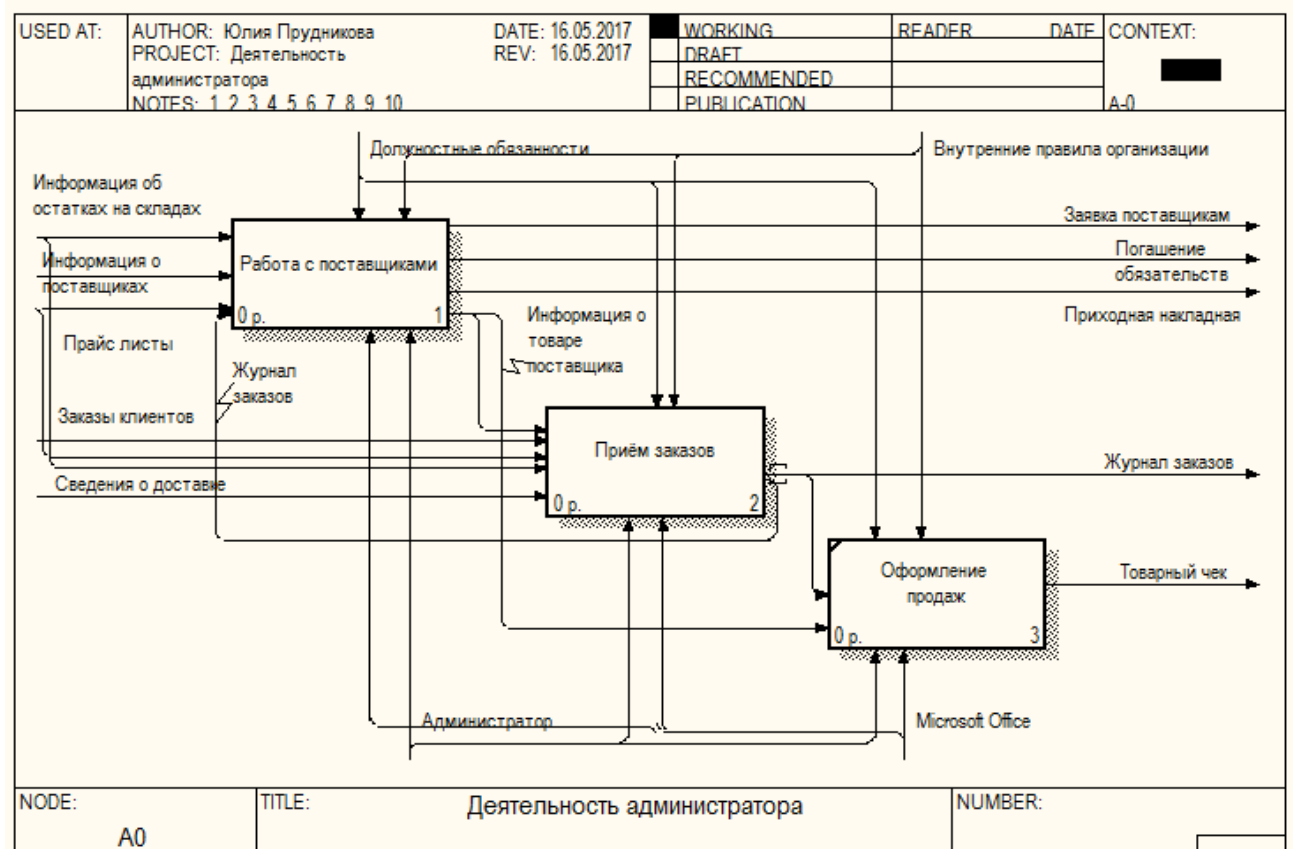 USED AT:
AUTHOR: Юлия Прудникова
DATE: 16.05.2017
PROJECT: Деятельность
REV: 16.05.2017
администратора
NOTES: 1 2 3 4 5 6 7 8 9 10
WORKING
DRAFT
RECOMMENDED
PUBLICATION
READER
DATE
CONTEXT:
A-0
Должностные обязанности
Внутренние правила организации
Информация об
остатках на складах
Информация о
поставщиках
Прайс листы
Работа с поставщиками
0 р.
1
Заявка поставщикам
Погашение
обязательств
Приходная накладная
Информация о
товаре
поставщика
Журнал
заказов
Заказы клиентов
Сведения о доставке
Приём заказов
0 р.
2
Журнал заказов
Оформление
продаж
0 р.
3
Товарный чек
Администратор
Microsoft Office
NODE:
A0
TITLE:
Деятельность администратора
NUMBER: